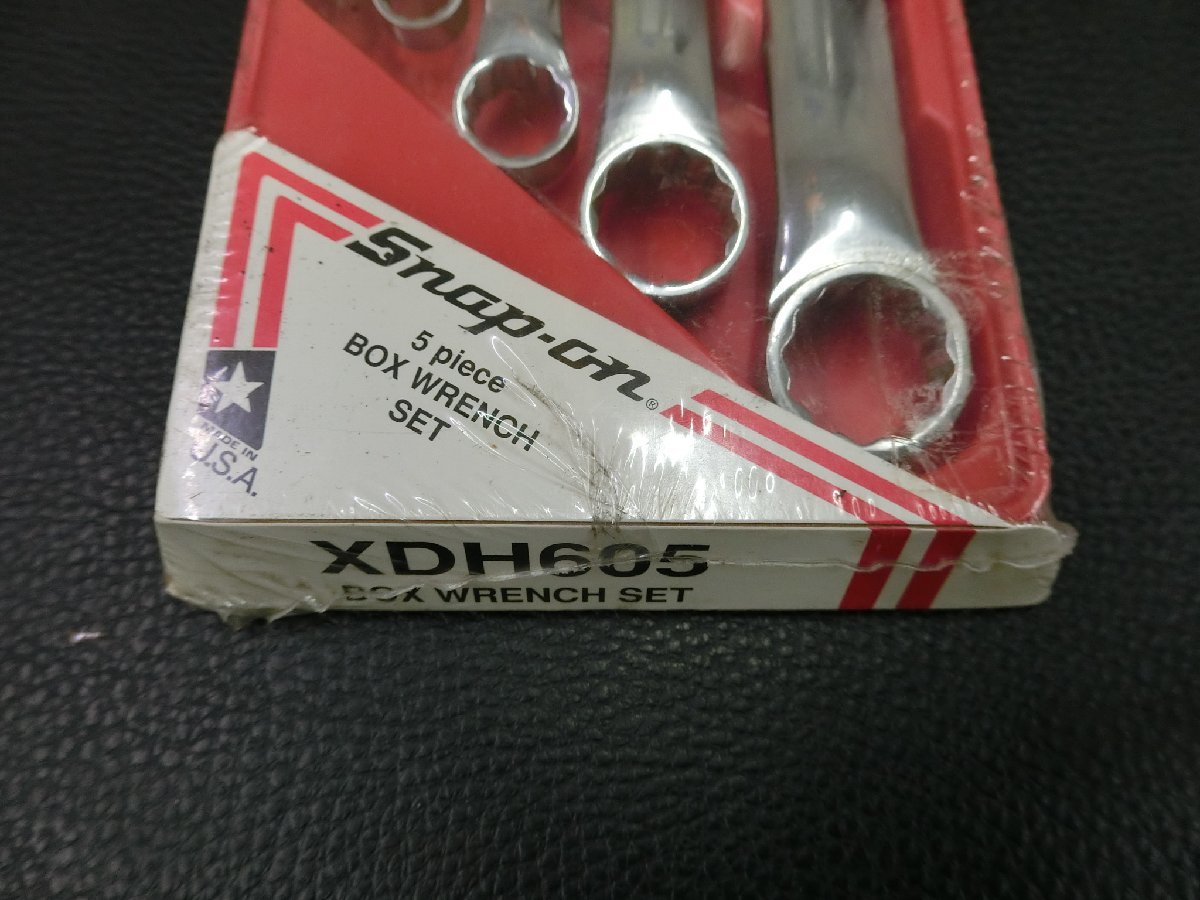 Snap-on®
5 piece
BOX WRENCH
SET
MADE IN
U.S.A.
XDH605
BOX WRENCH SET